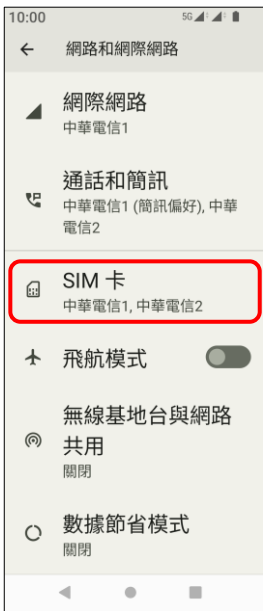 10:00
5G
網路和網際網路
網際網路
中華電信1
通話和簡訊
中華電信1 (簡訊偏好), 中華
電信2
SIM 卡
中華電信1, 中華電信2
飛航模式
無線基地台與網路
共用
關閉
數據節省模式
關閉